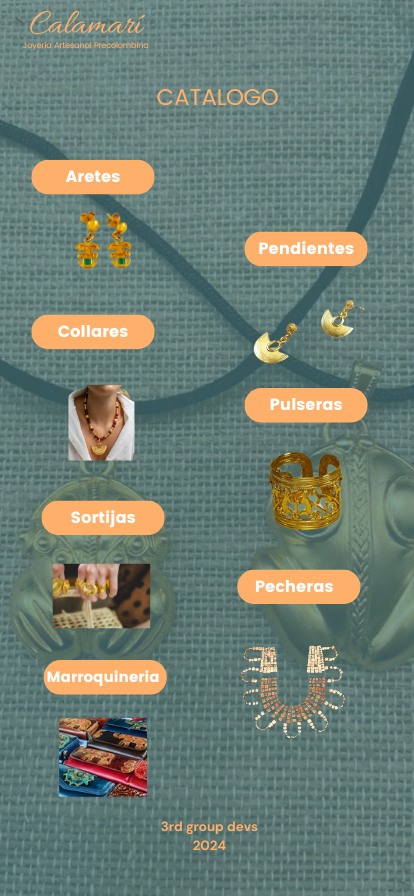 Calamarí
Joyería Artesanal Precolombina
CATALOGO
Aretes
Pendientes
Collares
Pulseras
Sortijas
Pecheras
Marroquineria
3rd group devs
2024